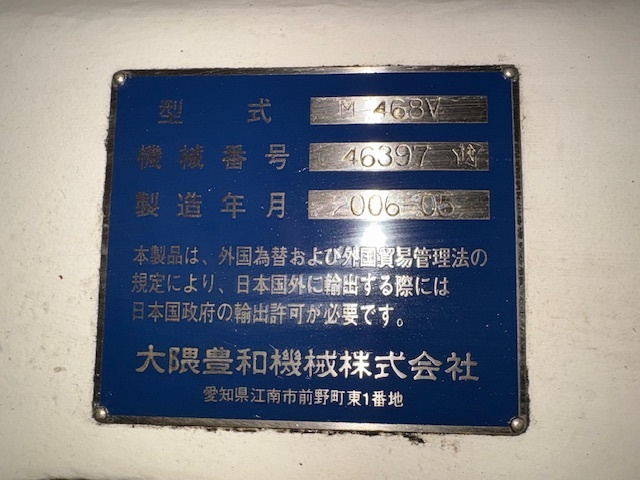 型式 M 468V
機械番号 46397
製造年月 2006 05
本製品は、外国為替および外国貿易管理法の
規定により、日本国外に輸出する際には
日本国政府の輸出許可が必要です。
大隈豊和機械株式会社
愛知県江南市前野町東1番地